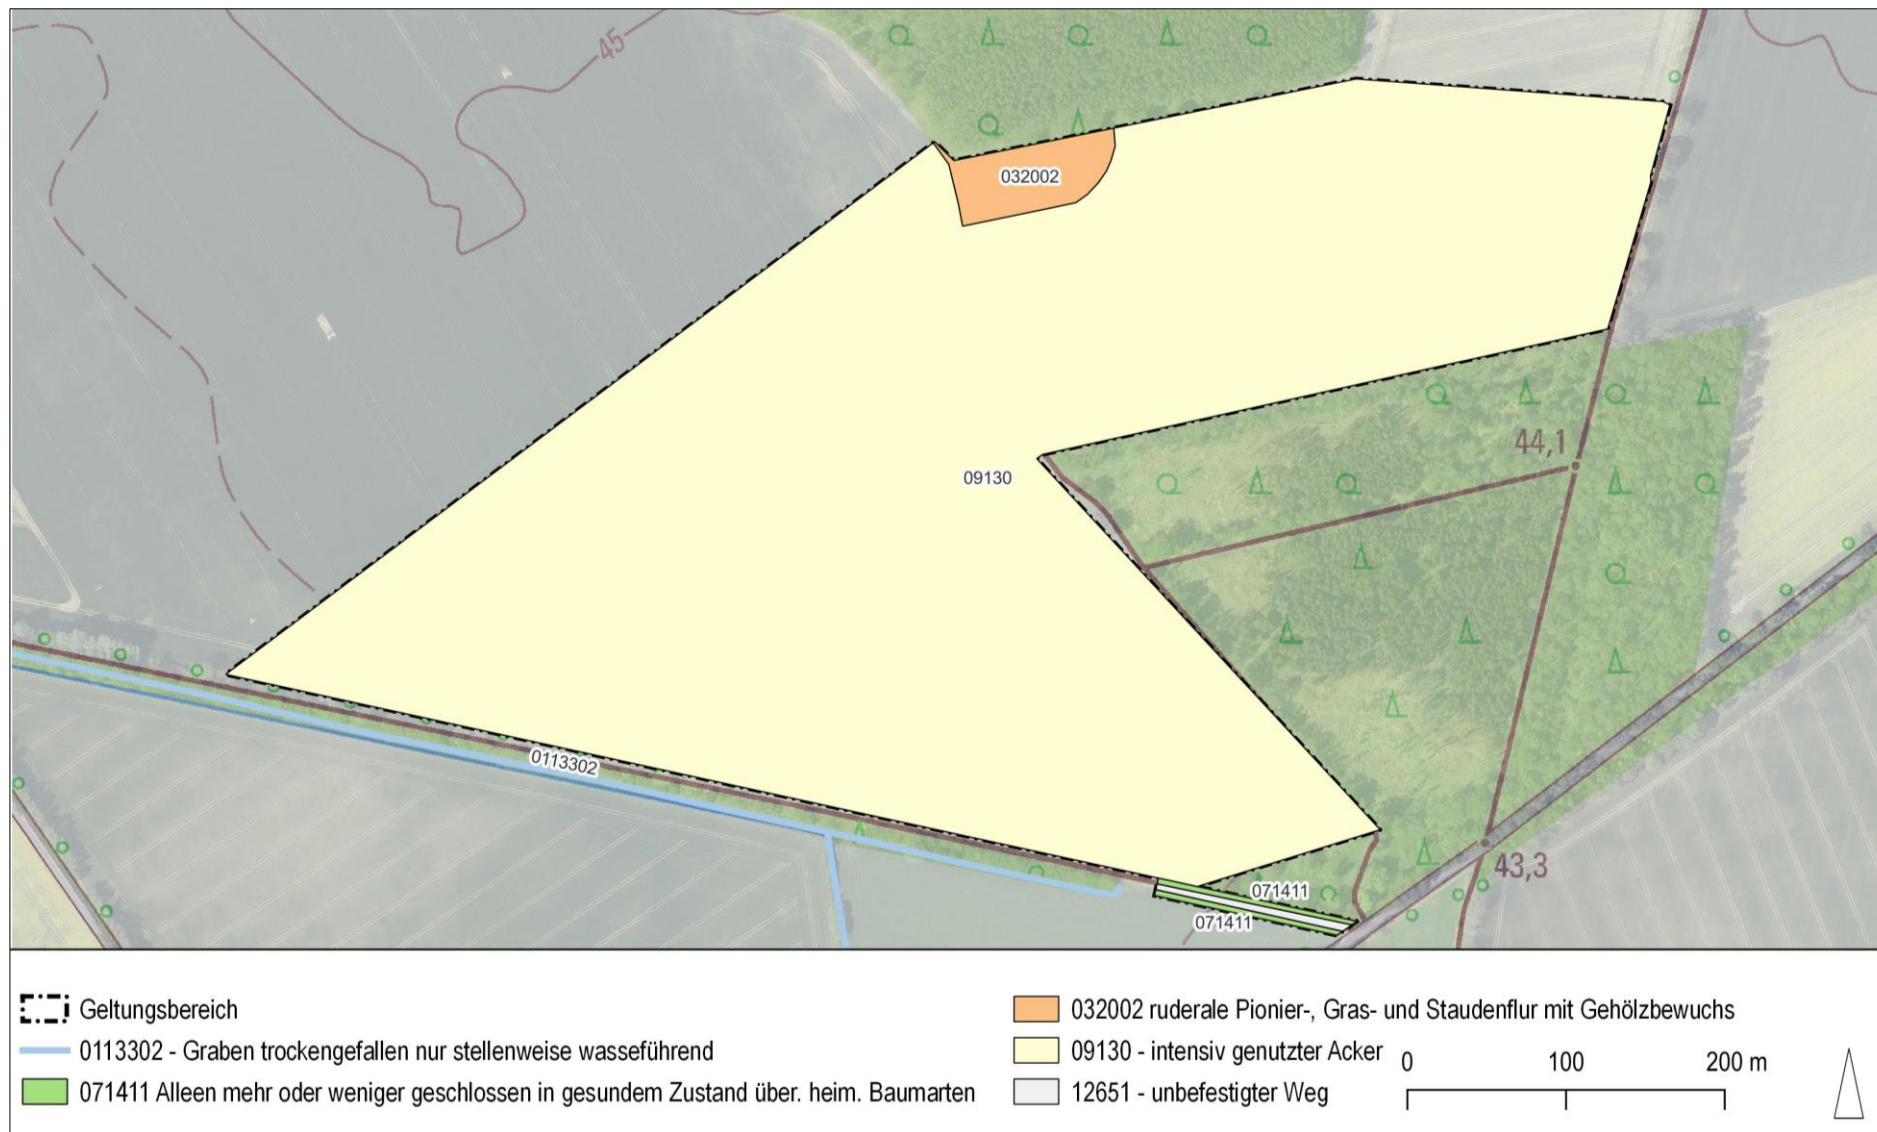 45
032002
09130
44,1
0113302
43,3
071411
071411
Geltungsbereich
0113302 - Graben trockengefallen nur stellenweise wasseführend
071411 Alleen mehr oder weniger geschlossen in gesundem Zustand über. heim. Baumarten
032002 ruderale Pionier-, Gras- und Staudenflur mit Gehölzbewuchs
09130 - intensiv genutzter Acker
12651 - unbefestigter Weg
0 100 200 m